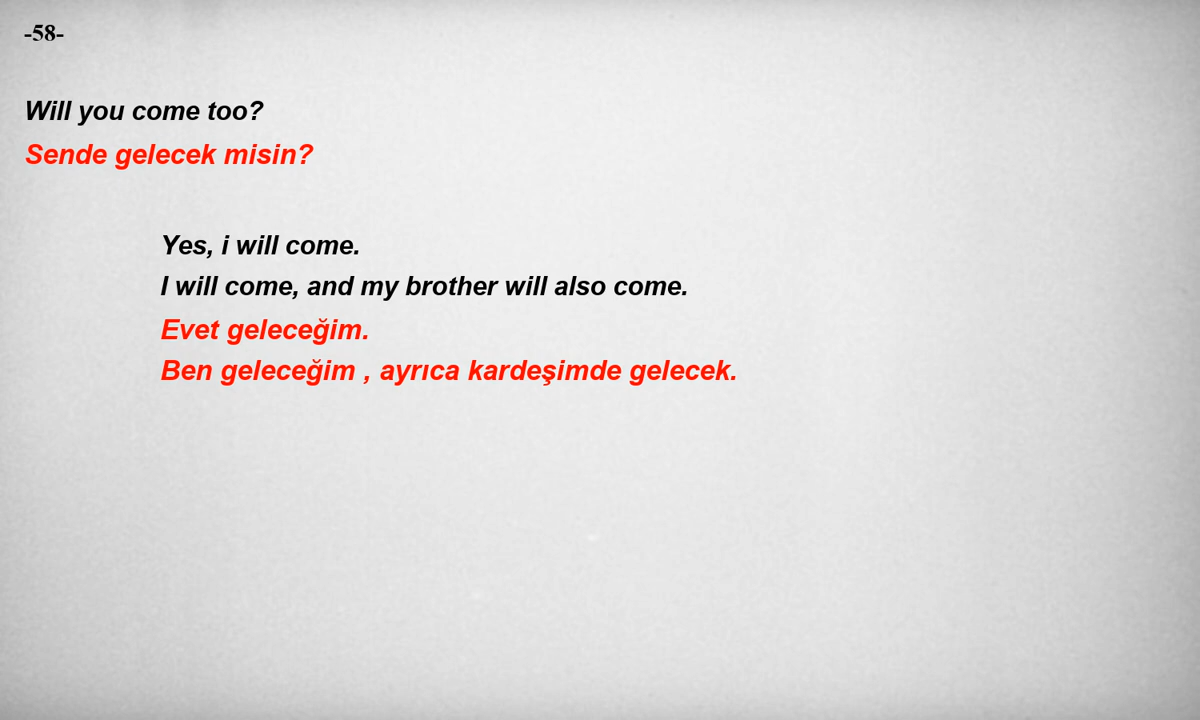 -58-
Will you come too?
Sende gelecek misin?
Yes, i will come.
I will come, and my brother will also come.
Evet geleceğim.
Ben geleceğim , ayrıca kardeşimde gelecek.